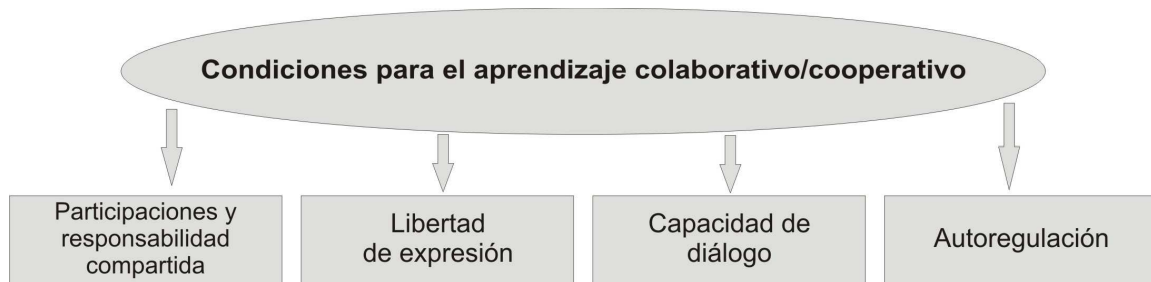 Condiciones para el aprendizaje colaborativo/cooperativo
Participaciones y
responsabilidad
compartida
Libertad
de expresión
Capacidad de
diálogo
Autoregulación